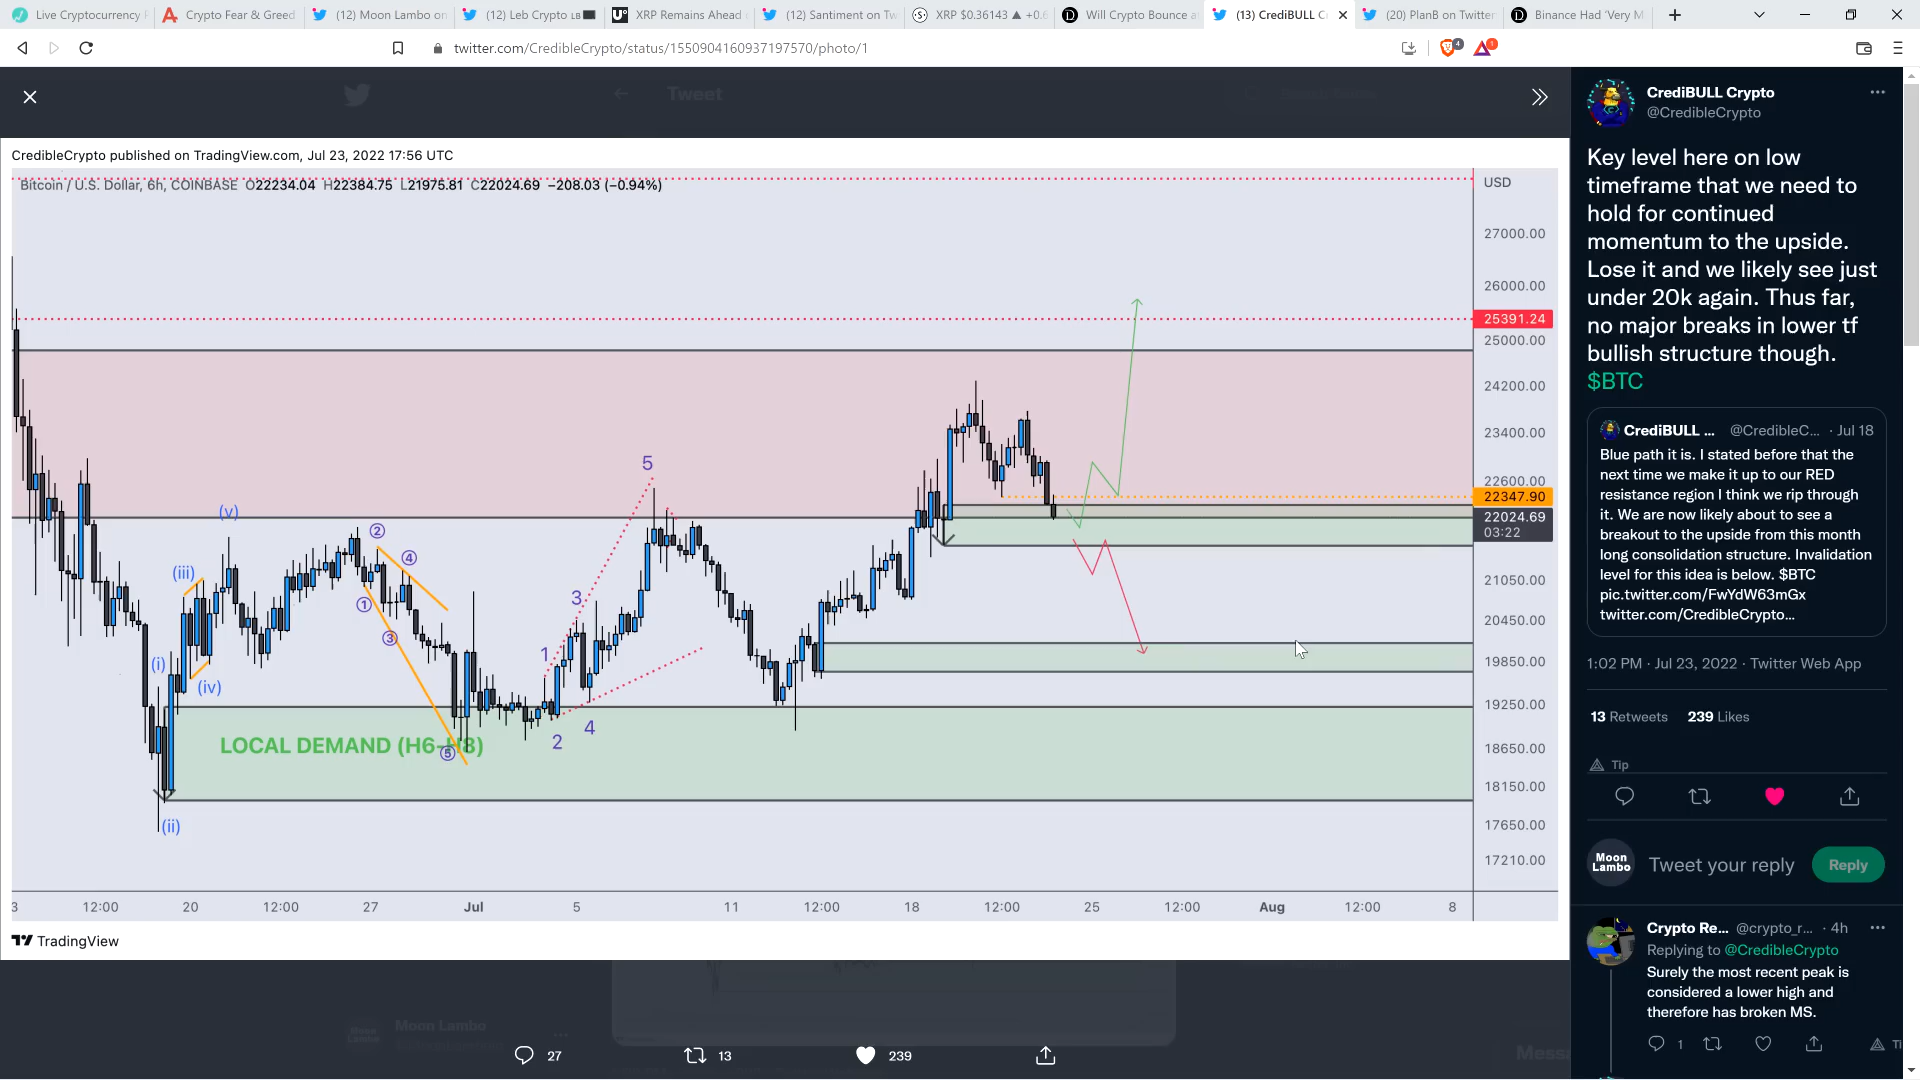 Live Cryptocurrency
Crypto Fear & Greed
(12) Moon Lambo on
(12) Leb Crypto
XRP Remains Ahead
(12) Santiment on Tw
XRP $0.36143 ▲ +0.6
Will Crypto Bounce a
(13) CrediBULL C
(20) PlanB on Twitter
Binance Had 'Very M
twitter.com/CredibleCrypto/status/1550904160937197570/photo/1
4
1
Tweet
CredibleCrypto published on TradingView.com, Jul 23, 2022 17:56 UTC
Bitcoin / U.S. Dollar, 6h, COINBASE O22234.04 H22384.75 L21975.81 C22024.69 −208.03 (−0.94%)
USD
27000.00
26000.00
25391.24
25000.00
24200.00
23400.00
22600.00
22347.90
22024.69
03:22
21050.00
20450.00
19850.00
19250.00
18650.00
18150.00
17650.00
17210.00
5
(v)
②
④
(iii)
①
3
③
1
(i)
(iv)
4
2
LOCAL DEMAND (H6-H8)
⑤
(ii)
3 12:00 20 12:00 27 Jul 5 11 12:00 18 12:00 25 12:00 Aug 12:00 8
TradingView
Moon Lambo
27
13
239
CrediBULL Crypto
@CredibleCrypto
Key level here on low
timeframe that we need to
hold for continued
momentum to the upside.
Lose it and we likely see just
under 20k again. Thus far,
no major breaks in lower tf
bullish structure though.
$BTC
CrediBULL ... @CredibleC... · Jul 18
Blue path it is. I stated before that the
next time we make it up to our RED
resistance region I think we rip through
it. We are now likely about to see a
breakout to the upside from this month
long consolidation structure. Invalidation
level for this idea is below. $BTC
pic.twitter.com/FwYdW63mGx
twitter.com/CredibleCrypto...
1:02 PM · Jul 23, 2022 · Twitter Web App
13 Retweets 239 Likes
Tip
Moon
Lambo
Tweet your reply
Reply
Crypto Re... @crypto_r... · 4h
Replying to @CredibleCrypto
Surely the most recent peak is
considered a lower high and
therefore has broken MS.
1